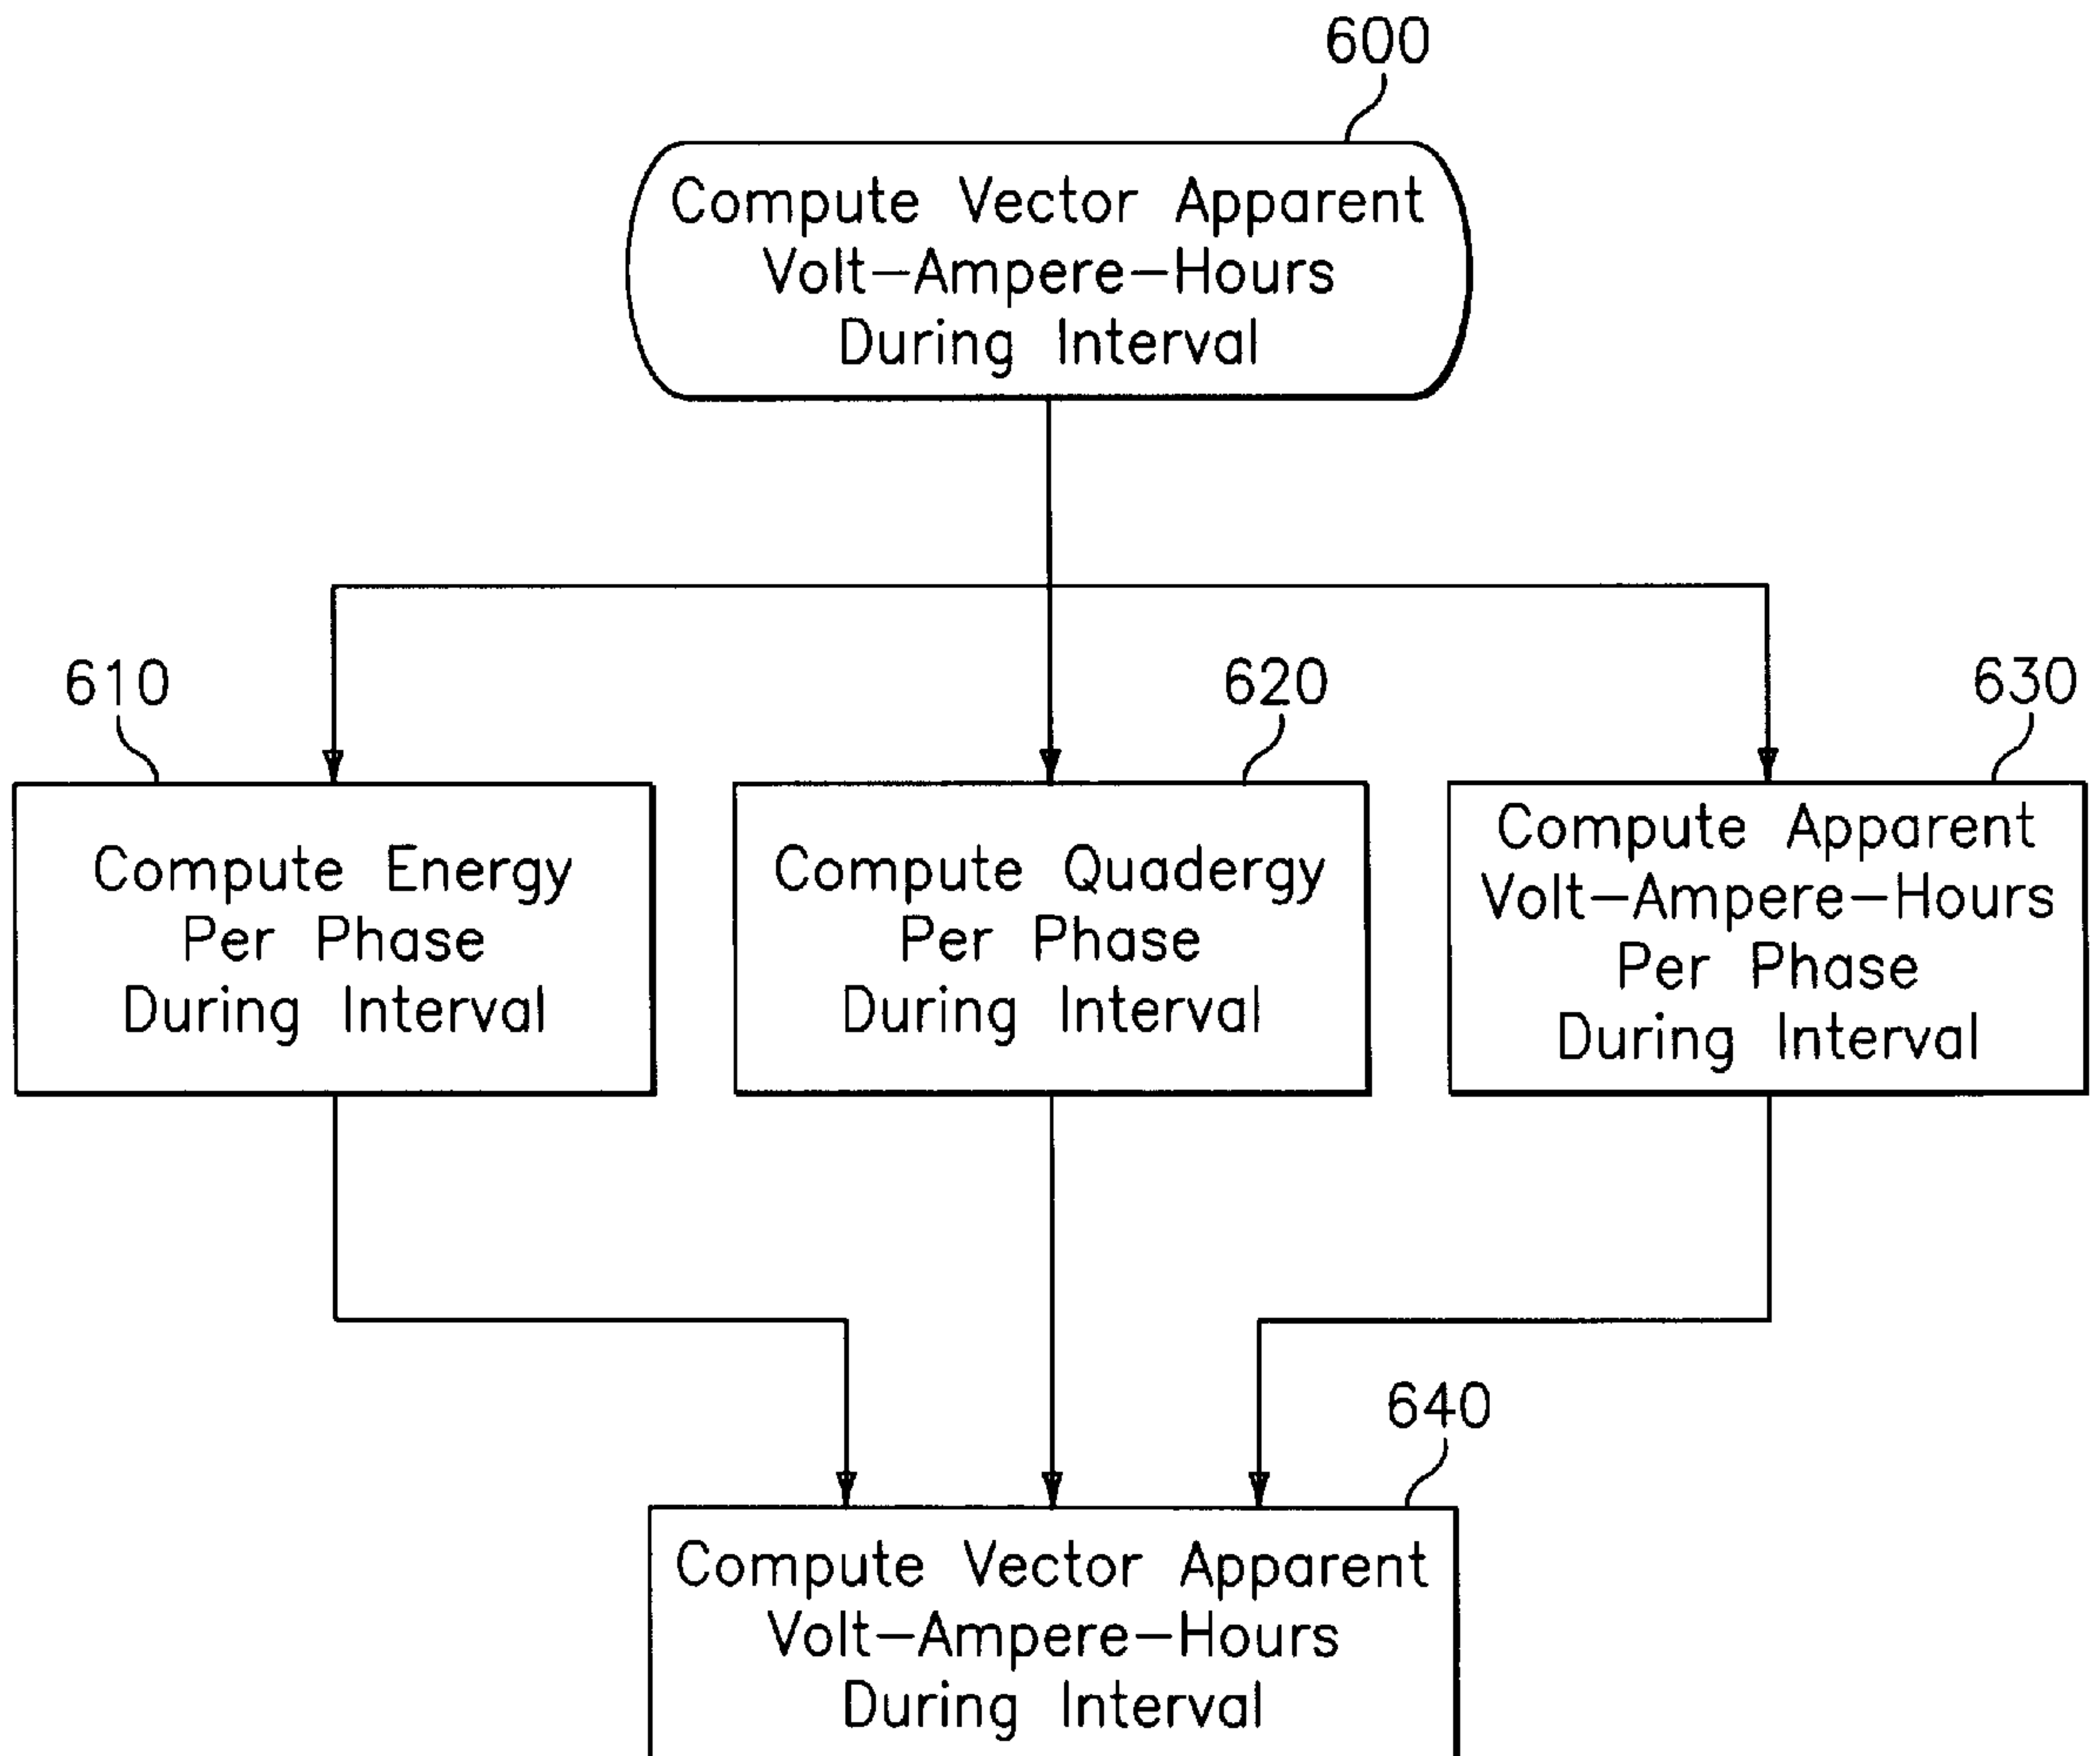 600
Compute Vector Apparent
Volt-Ampere-Hours
During Interval
610
620
630
Compute Energy
Per Phase
During Interval
Compute Quadergy
Per Phase
During Interval
Compute Apparent
Volt-Ampere-Hours
Per Phase
During Interval
640
Compute Vector Apparent
Volt-Ampere-Hours
During Interval